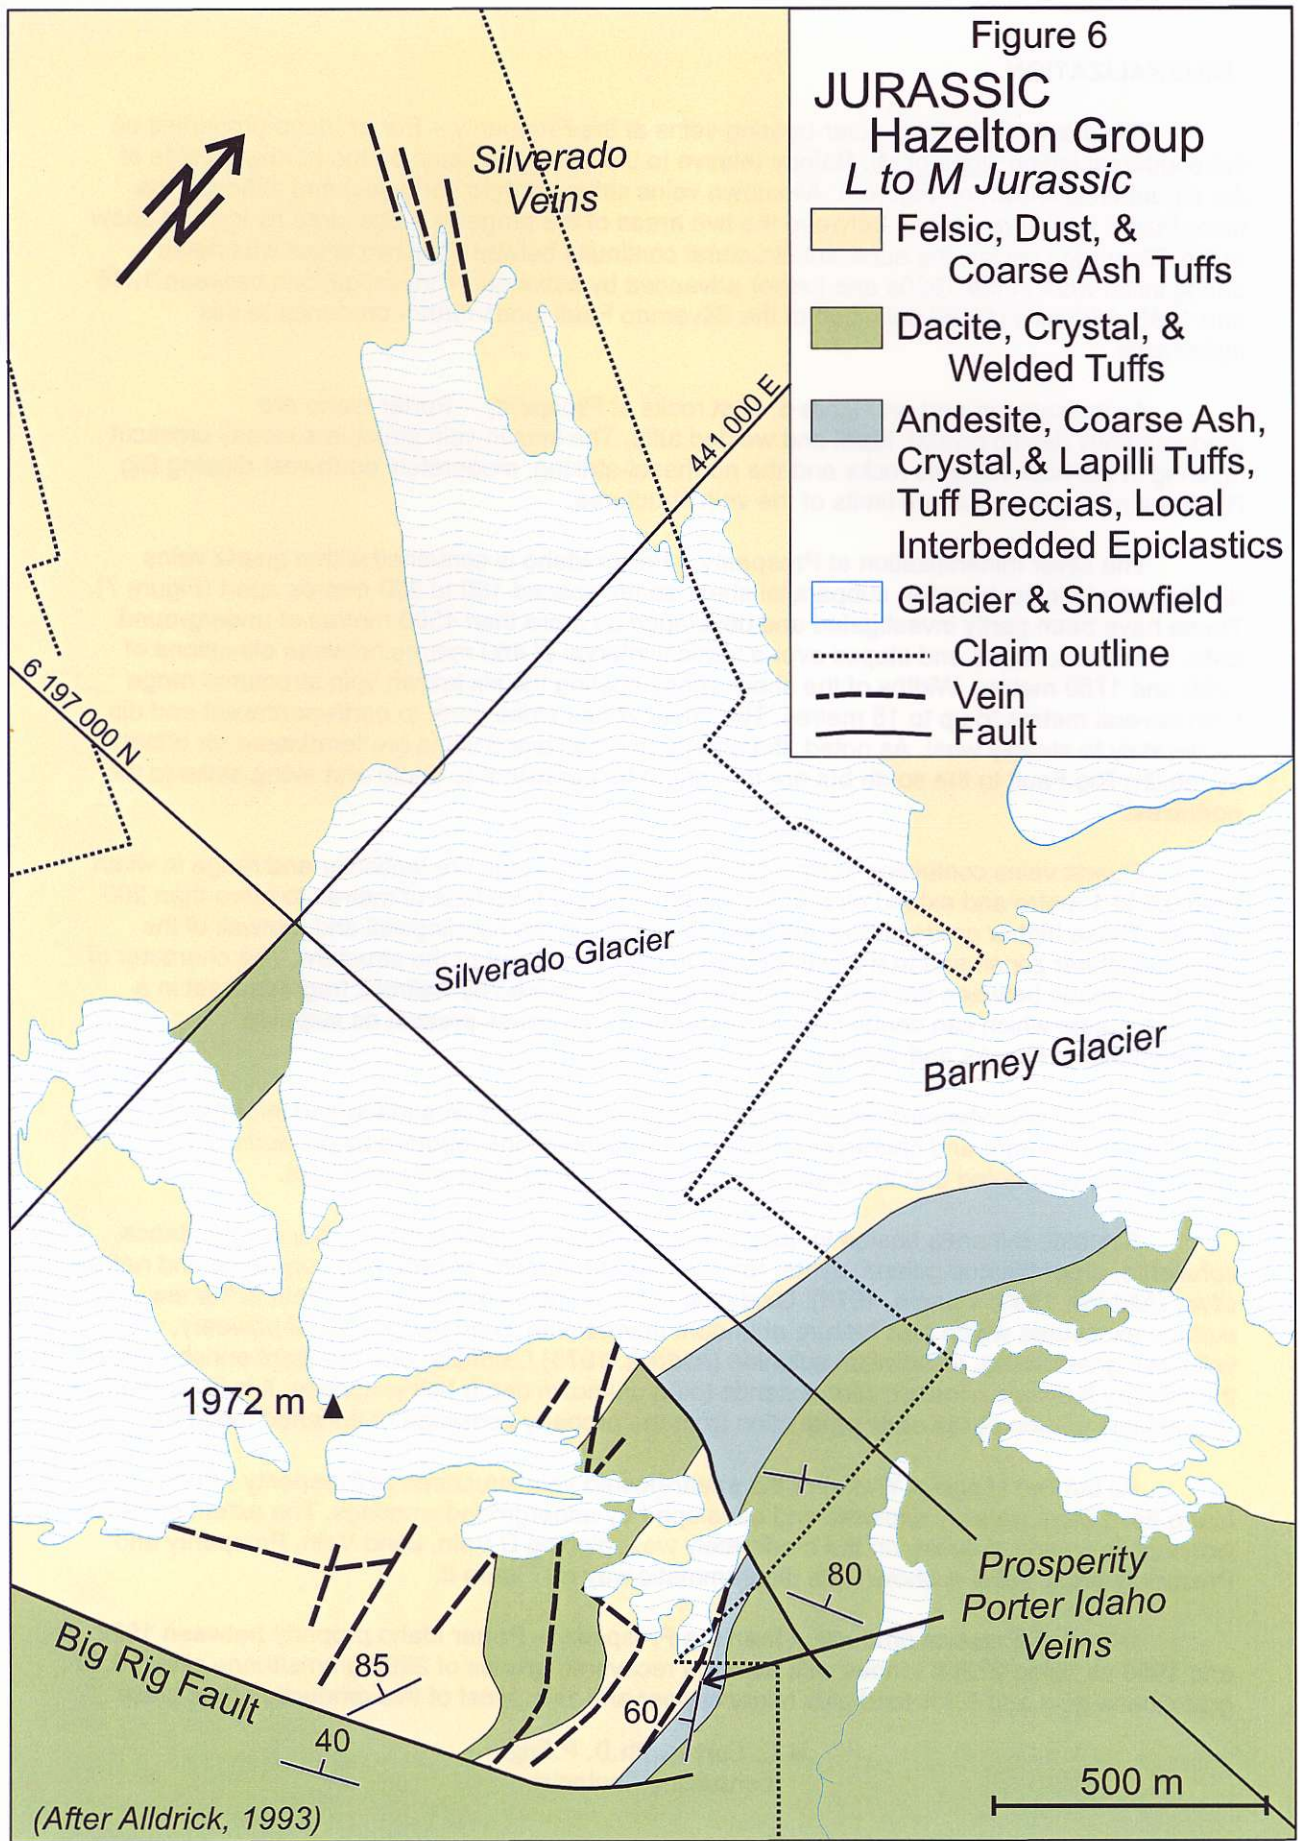 Figure 6
JURASSIC
Hazelton Group
L to M Jurassic
Felsic, Dust, &
Coarse Ash Tuffs
Dacite, Crystal, &
Welded Tuffs
Andesite, Coarse Ash,
Crystal,& Lapilli Tuffs,
Tuff Breccias, Local
Interbedded Epiclastics
Glacier & Snowfield
Claim outline
Vein
Fault
N
Silverado
Veins
441 000 E
6 197 000 N
Silverado Glacier
Barney Glacier
1972 m
Prosperity
Porter Idaho
Veins
80
85
60
40
Big Rig Fault
500 m
(After Alldrick, 1993)